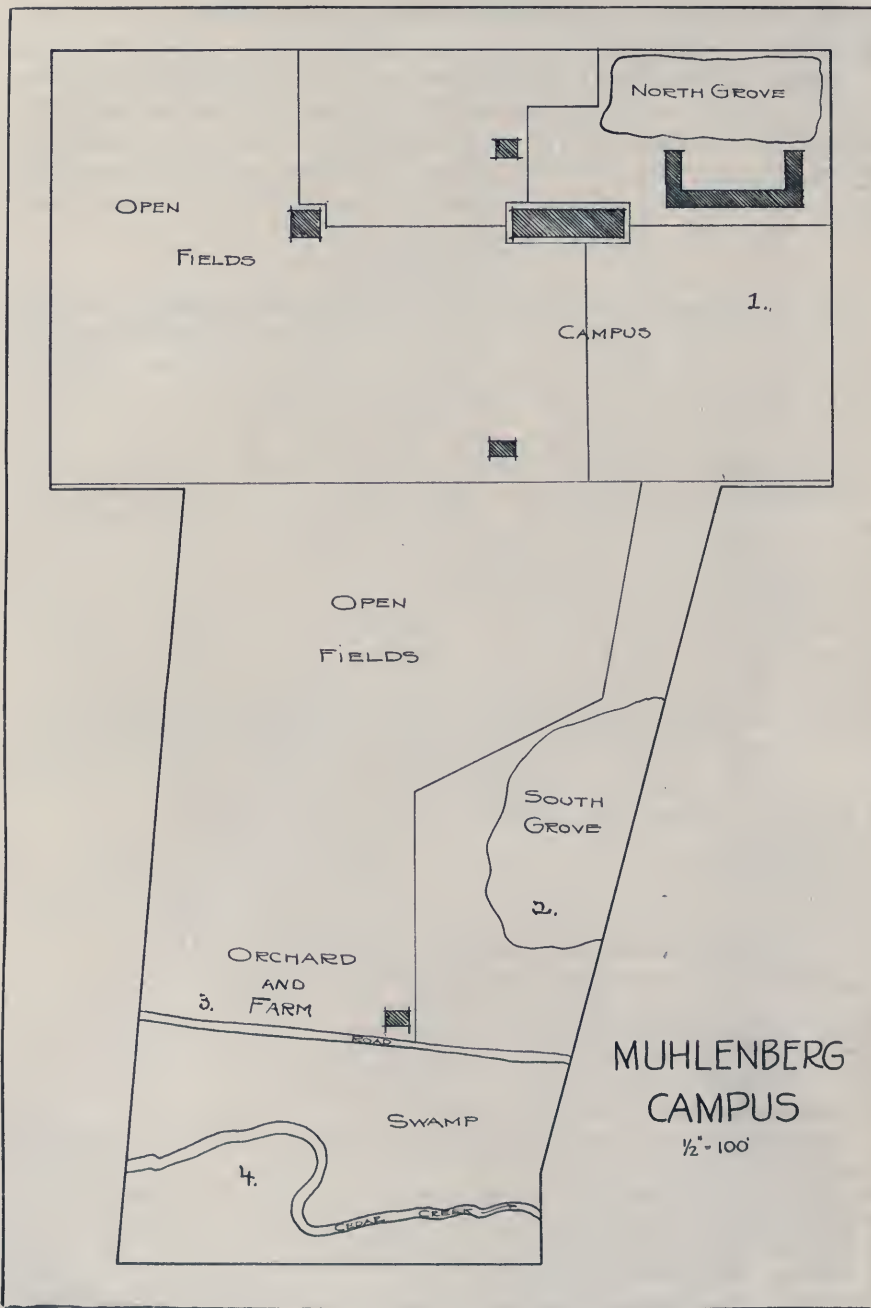 NORTH GROVE
OPEN
FIELDS
1.
CAMPUS
OPEN
FIELDS
SOUTH
GROVE
2.
ORCHARD
AND
FARM
3.
ROAD
MUHLENBERG
CAMPUS
½" - 100'
SWAMP
4.
CEDAR CREEK